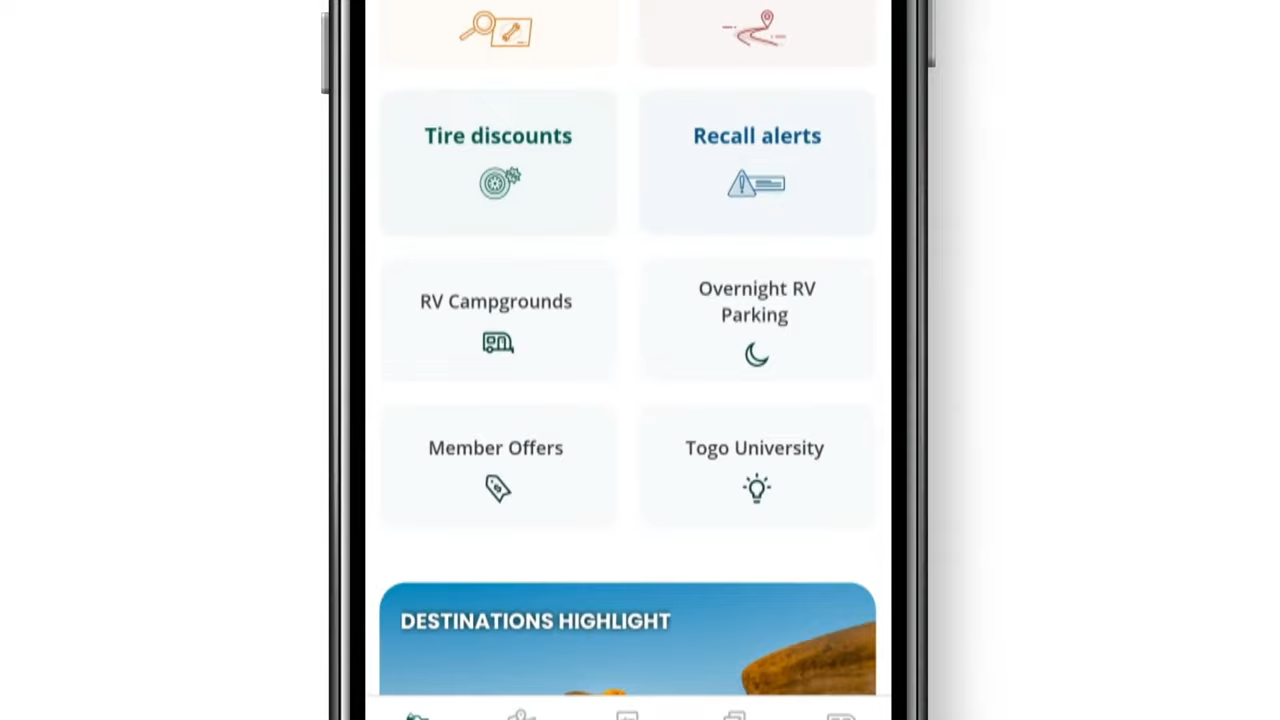 Tire discounts
Recall alerts
RV Campgrounds
Overnight RV
Parking
Member Offers
Togo University
DESTINATIONS HIGHLIGHT